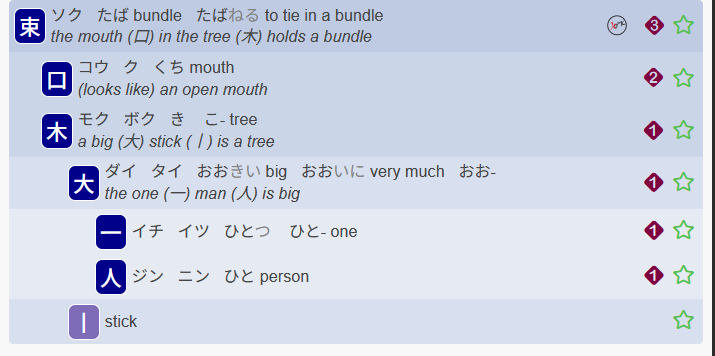 束 ソク たば bundle たばねる to tie in a bundle 3
the mouth (口) in the tree (木) holds a bundle
口 コウ ク くち mouth 2
(looks like) an open mouth
木 モク ボク き こ- tree 1
a big (大) stick (丨) is a tree
大 ダイ タイ おおきい big おおいに very much おお- 1
the one (一) man (人) is big
一 イチ イツ ひとつ ひと- one 1
人 ジン ニン ひと person 1
丨 stick